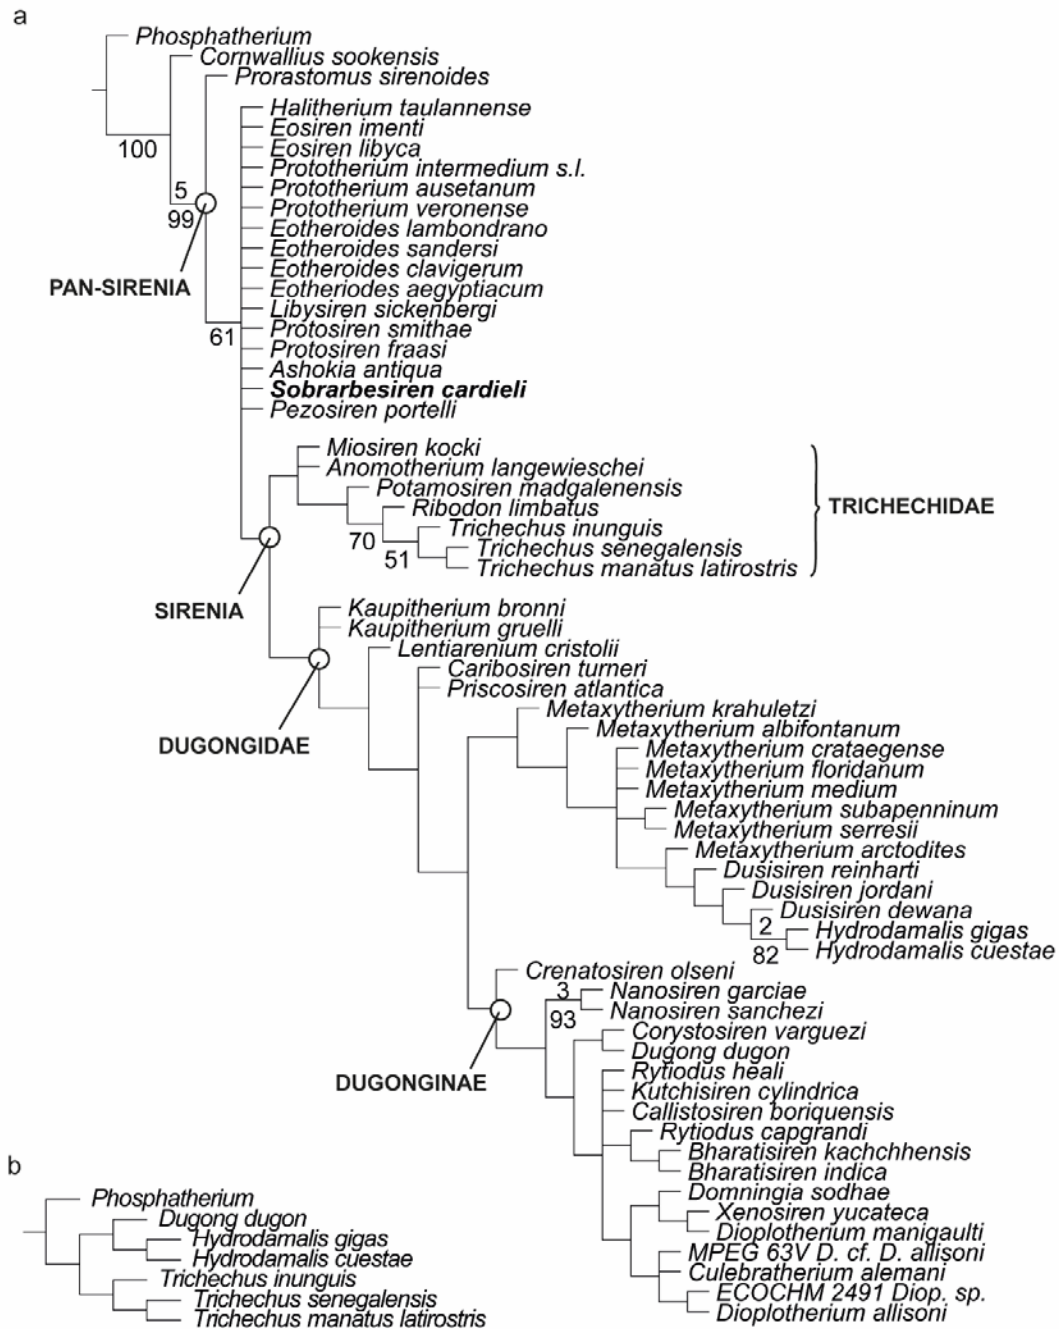 a
Phosphatherium
Cornwallius sookensis
Prorastomus sirenoides
Halitherium taulannense
Eosiren imenti
Eosiren libyca
100
Prototherium intermedium s.l.
5
Prototherium ausetanum
99
Prototherium veronense
Eotheroides lambondrano
Eotheroides sandersi
Eotheroides clavigerum
PAN-SIRENIA
Eotheriodes aegyptiacum
Libysiren sickenbergi
61
Protosiren smithae
Protosiren fraasi
Ashokia antiqua
Sobrarbesiren cardieli
Pezosiren portelli
Miosiren kocki
Anomotherium langewieschei
Potamosiren madgalenensis
Ribodon limbatus
TRICHECHIDAE
Trichechus inunguis
70
Trichechus senegalensis
51
Trichechus manatus latirostris
SIRENIA
Kaupitherium bronni
Kaupitherium gruelli
Lentiarenium cristolii
Caribosiren turneri
Priscosiren atlantica
Metaxytherium krahuletzi
Metaxytherium albifontanum
DUGONGIDAE
Metaxytherium crataegense
Metaxytherium floridanum
Metaxytherium medium
Metaxytherium subapenninum
Metaxytherium serresii
Metaxytherium arctodites
Dusisiren reinharti
Dusisiren jordani
Dusisiren dewana
2
Hydrodamalis gigas
82
Hydrodamalis cuestae
Crenatosiren olseni
3
Nanosiren garciae
93
Nanosiren sanchezi
Corystosiren varguezi
Dugong dugon
Rytiodus heali
DUGONGINAE
Kutchisiren cylindrica
Callistosiren boriquensis
Rytiodus capgrandi
Bharatisiren kachchhensis
Bharatisiren indica
Domningia sodhae
Xenosiren yucateca
Dioplotherium manigaulti
MPEG 63V D. cf. D. allisoni
Culebratherium alemani
ECOCHM 2491 Diop. sp.
Dioplotherium allisoni
b
Phosphatherium
Dugong dugon
Hydrodamalis gigas
Hydrodamalis cuestae
Trichechus inunguis
Trichechus senegalensis
Trichechus manatus latirostris